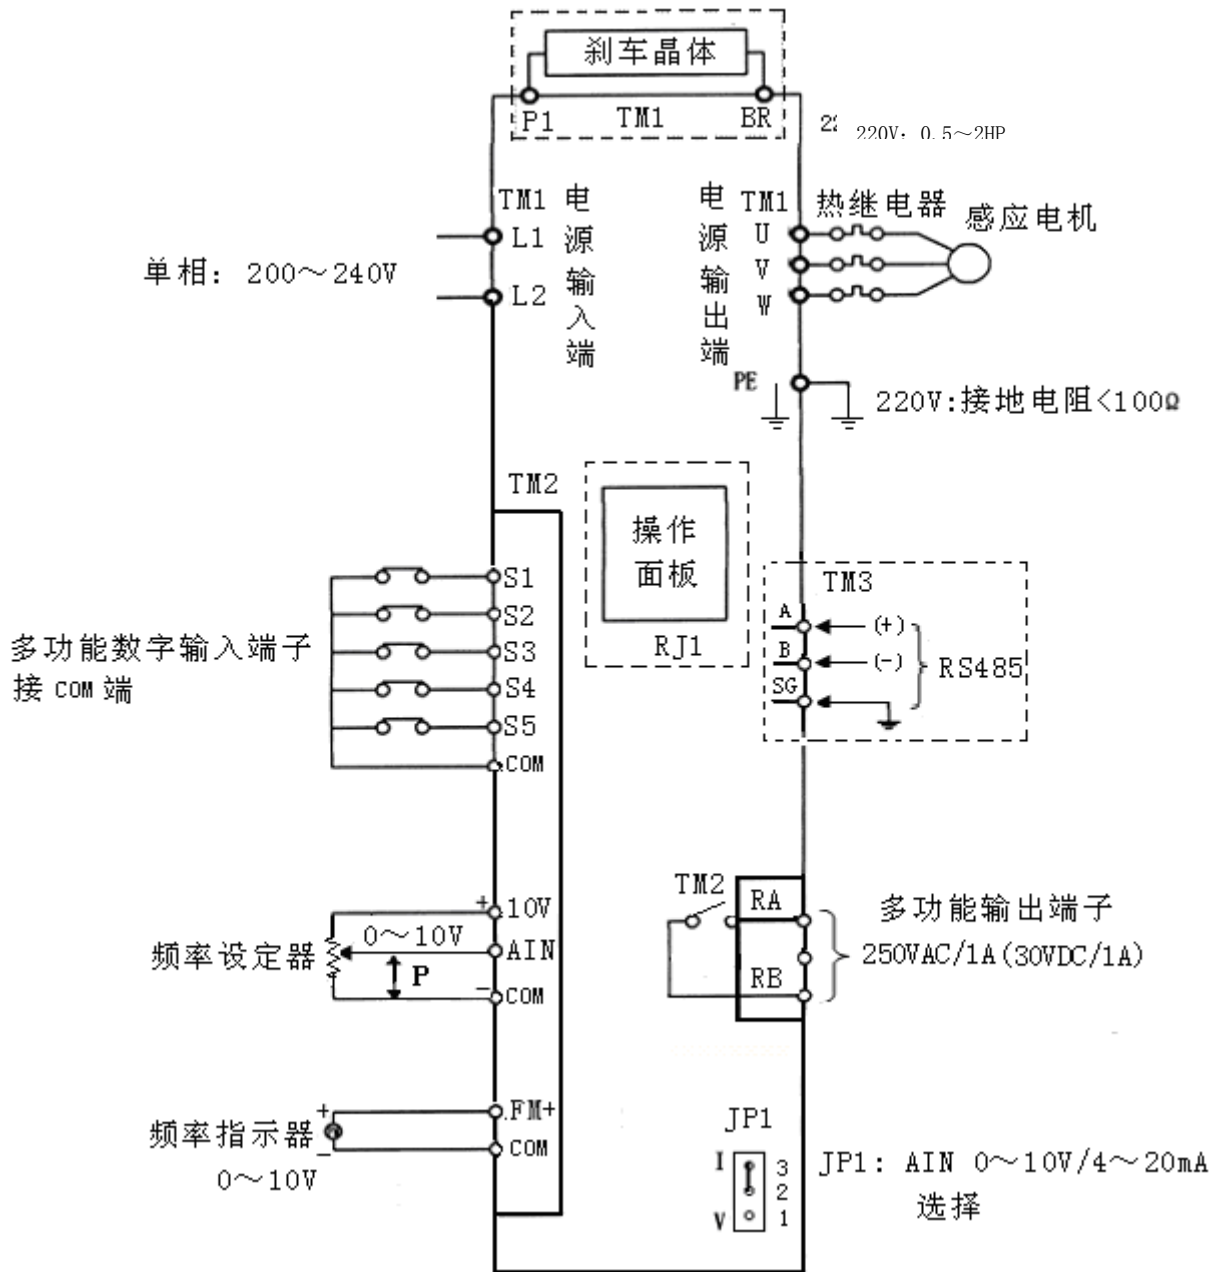 刹车晶体
P1 TM1 BR
220V: 0.5～2HP
TM1
电源输入端
L1
L2
单相: 200～240V
电源输出端
TM1
U
V
W
热继电器
感应电机
PE
220V:接地电阻<100Ω
TM2
操作
面板
RJ1
S1
S2
S3
S4
S5
COM
多功能数字输入端子
接 COM 端
TM3
A (+)
B (-)
SG
RS485
+ 10V
0～10V
AIN
P
- COM
频率设定器
TM2
RA
RB
多功能输出端子
250VAC/1A(30VDC/1A)
+ FM+
- COM
频率指示器
0～10V
JP1
I 3
2
V 1
JP1: AIN 0～10V/4～20mA
选择